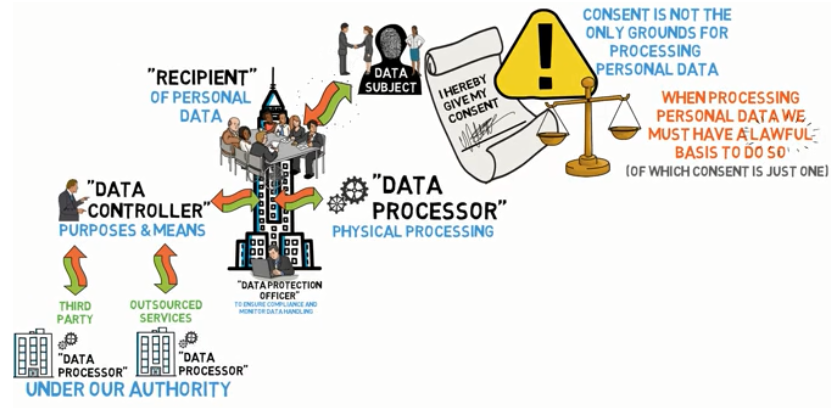 "RECIPIENT"
OF PERSONAL
DATA
DATA
SUBJECT
I HEREBY
GIVE MY
CONSENT
CONSENT IS NOT THE
ONLY GROUNDS FOR
PROCESSING
PERSONAL DATA
WHEN PROCESSING
PERSONAL DATA WE
MUST HAVE A LAWFUL
BASIS TO DO SO
(OF WHICH CONSENT IS JUST ONE)
"DATA
CONTROLLER"
PURPOSES & MEANS
"DATA
PROCESSOR"
PHYSICAL PROCESSING
"DATA PROTECTION
OFFICER"
TO ENSURE COMPLIANCE AND
MONITOR DATA HANDLING
THIRD
PARTY
OUTSOURCED
SERVICES
"DATA
PROCESSOR"
"DATA
PROCESSOR"
UNDER OUR AUTHORITY